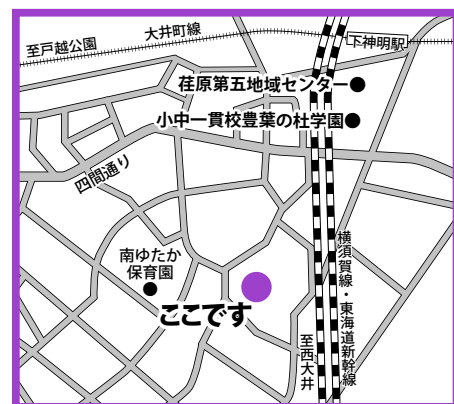 大井町線
至戸越公園
下神明駅
荏原第五地域センター
小中一貫校豊葉の杜学園
四間通り
南ゆたか
保育園
ここです
横須賀線・東海道新幹線
至西大井